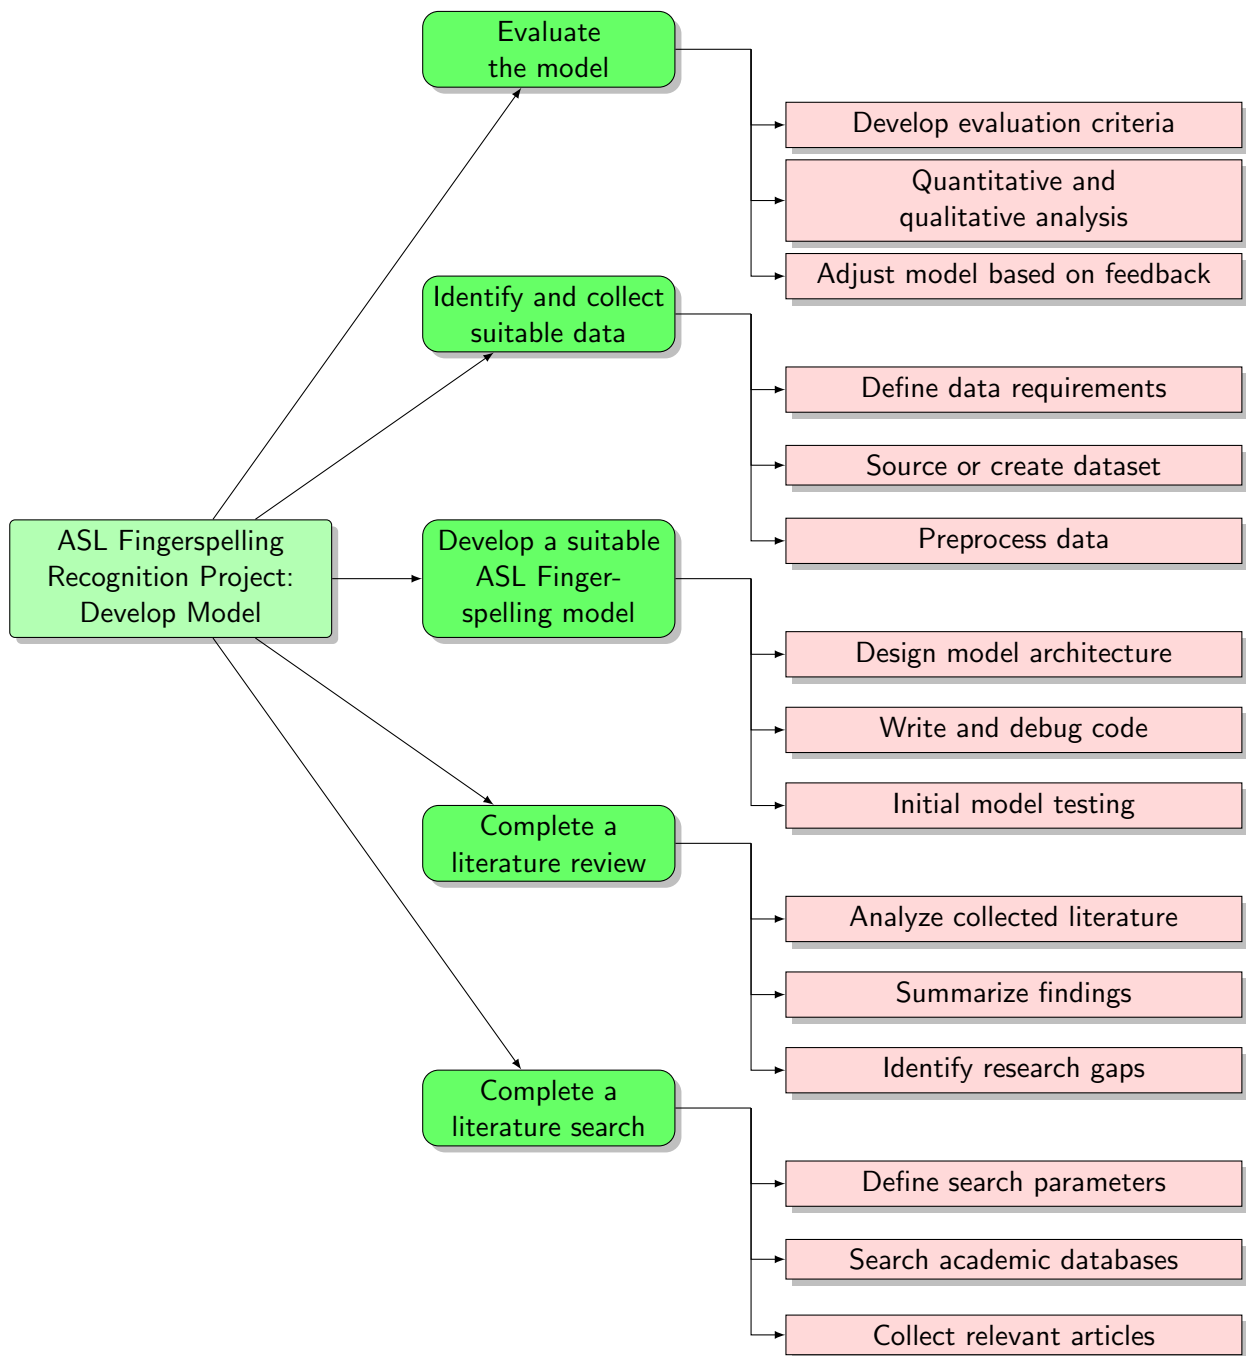 Evaluate
the model
Develop evaluation criteria
Quantitative and
qualitative analysis
Adjust model based on feedback
Identify and collect
suitable data
Define data requirements
Source or create dataset
Preprocess data
ASL Fingerspelling
Recognition Project:
Develop Model
Develop a suitable
ASL Finger-
spelling model
Design model architecture
Write and debug code
Initial model testing
Complete a
literature review
Analyze collected literature
Summarize findings
Identify research gaps
Complete a
literature search
Define search parameters
Search academic databases
Collect relevant articles